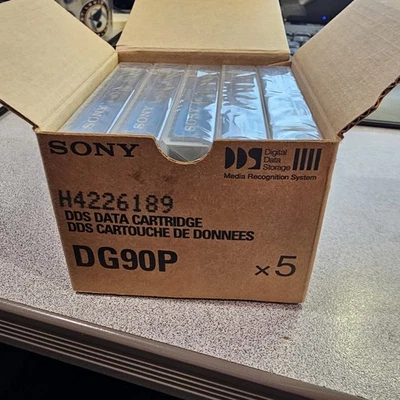 SONY
SONY
SONY
DDS
Digital
Data
Storage
Media Recognition System
H4226189
DDS DATA CARTRIDGE
DDS CARTOUCHE DE DONNEES
DG90P
x5